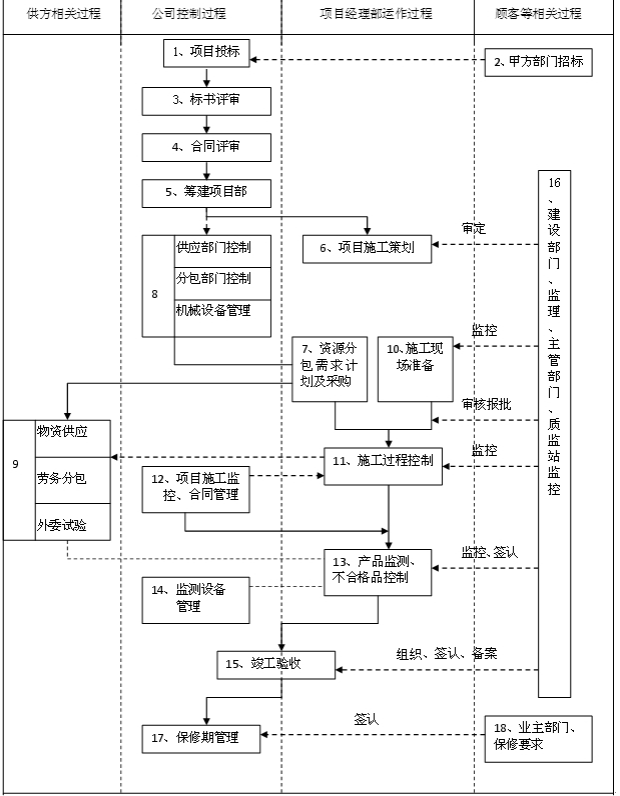 供方相关过程
公司控制过程
项目经理部运作过程
顾客等相关过程
1、项目投标
2、甲方部门招标
3、标书评审
4、合同评审
5、筹建项目部
6、项目施工策划
审定
8
供应部门控制
分包部门控制
机械设备管理
16
、
建
设
部
门
、
监
理
、
主
管
部
门
、
质
监
站
监
控
7、资源分
包需求计
划及采购
10、施工现
场准备
监控
审核报批
9
物资供应
劳务分包
外委试验
11、施工过程控制
监控
12、项目施工监
控、合同管理
13、产品监测、
不合格品控制
监控、签认
14、监测设备
管理
15、竣工验收
组织、签认、备案
17、保修期管理
签认
18、业主部门、
保修要求